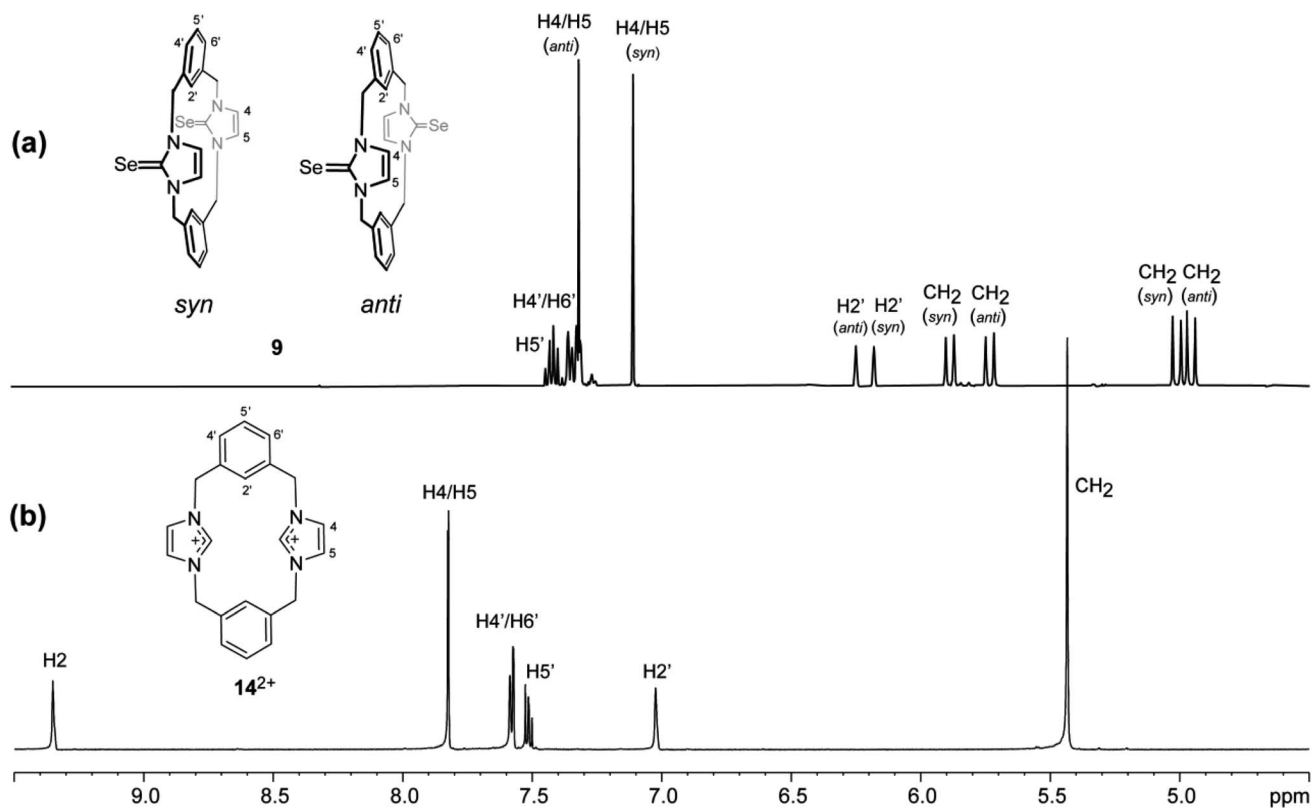 (a)
5'
4'
6'
2'
N
4
Se
5
N
N
Se
N
syn
5'
4'
6'
2'
N
Se
N
N
4
Se
5
N
anti
9
H4/H5
(anti)
H4/H5
(syn)
H4'/H6'
H5'
H2'
(anti)
H2'
(syn)
CH2
(syn)
CH2
(anti)
CH2
(syn)
CH2
(anti)
(b)
5'
4'
6'
2'
N
N
4
+
+
5
N
N
14²⁺
H2
H4/H5
H4'/H6'
H5'
H2'
CH2
9.0 8.5 8.0 7.5 7.0 6.5 6.0 5.5 5.0 ppm